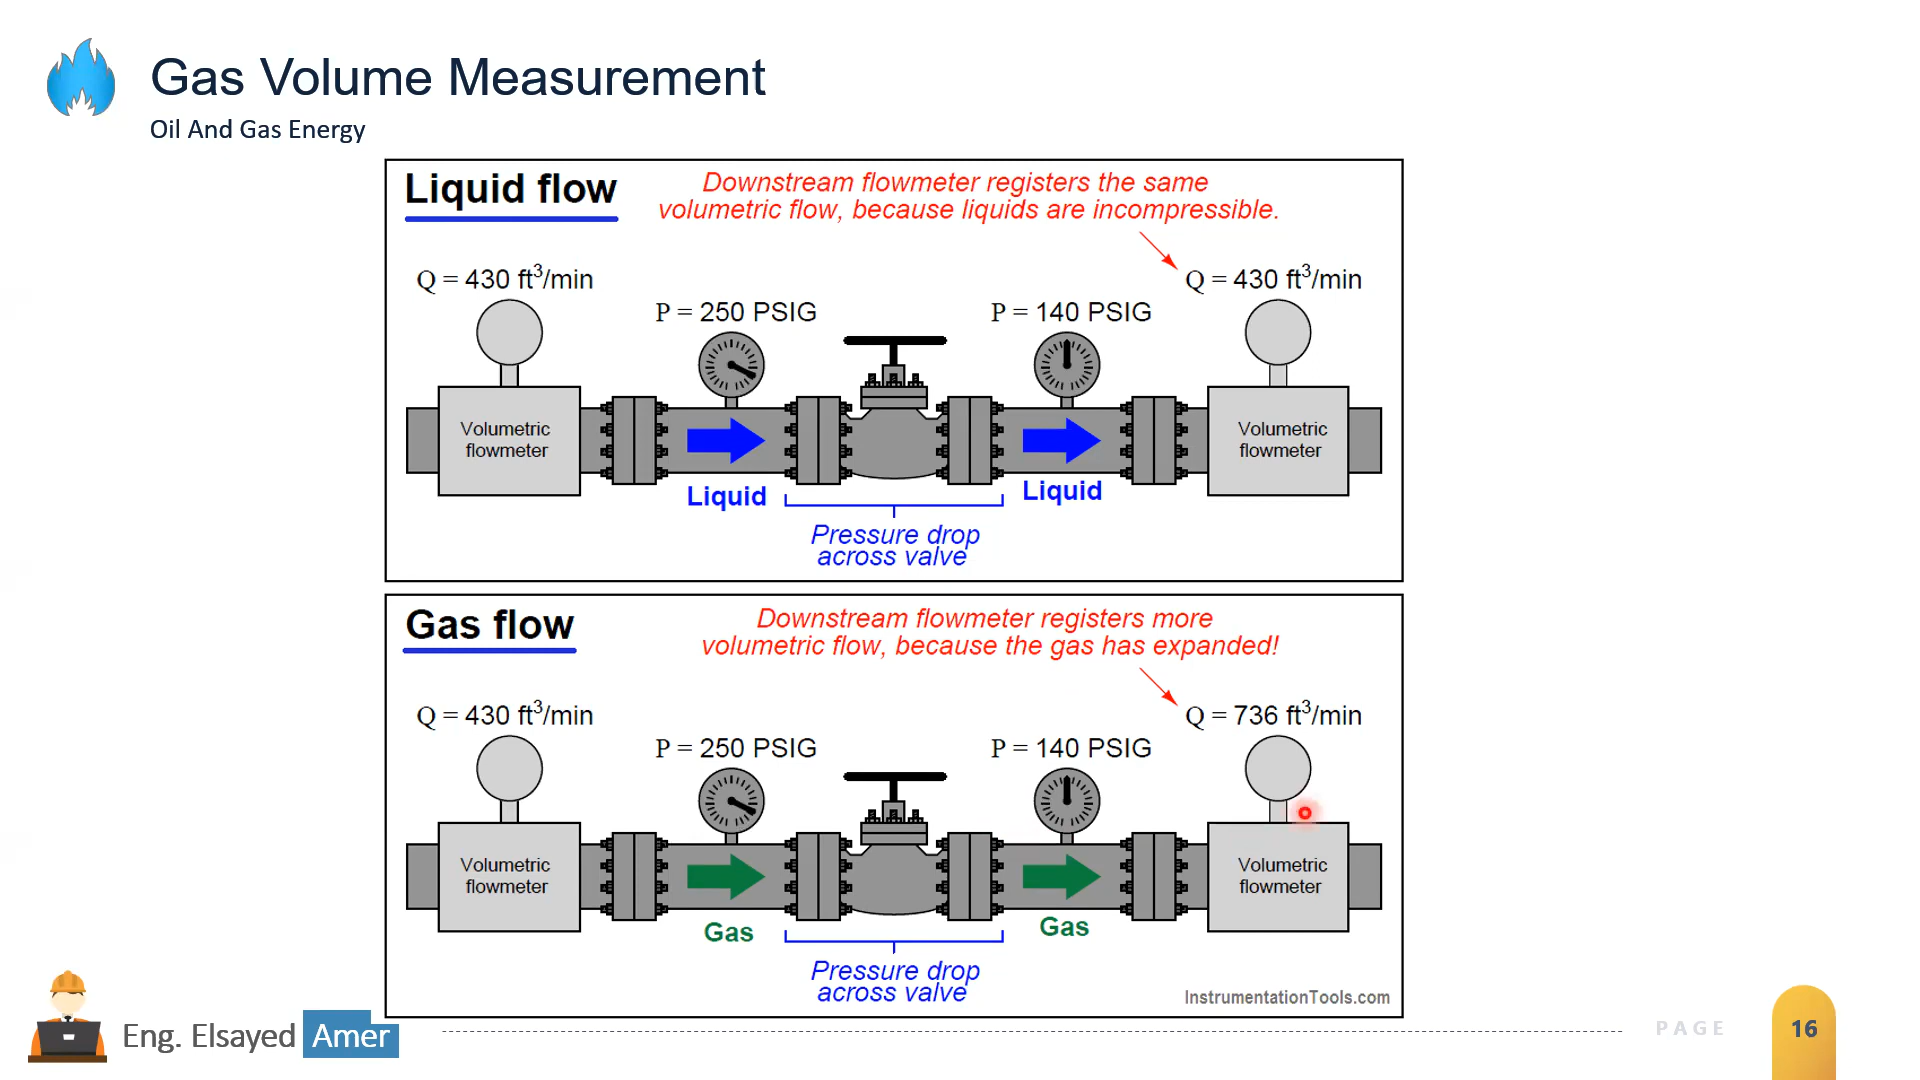 Gas Volume Measurement
Oil And Gas Energy
Liquid flow
Downstream flowmeter registers the same
volumetric flow, because liquids are incompressible.
Q = 430 ft³/min
Q = 430 ft³/min
P = 250 PSIG
P = 140 PSIG
Volumetric
flowmeter
Volumetric
flowmeter
Liquid
Liquid
Pressure drop
across valve
Gas flow
Downstream flowmeter registers more
volumetric flow, because the gas has expanded!
Q = 430 ft³/min
Q = 736 ft³/min
P = 250 PSIG
P = 140 PSIG
Volumetric
flowmeter
Volumetric
flowmeter
Gas
Gas
Pressure drop
across valve
InstrumentationTools.com
Eng. Elsayed Amer
PAGE 16